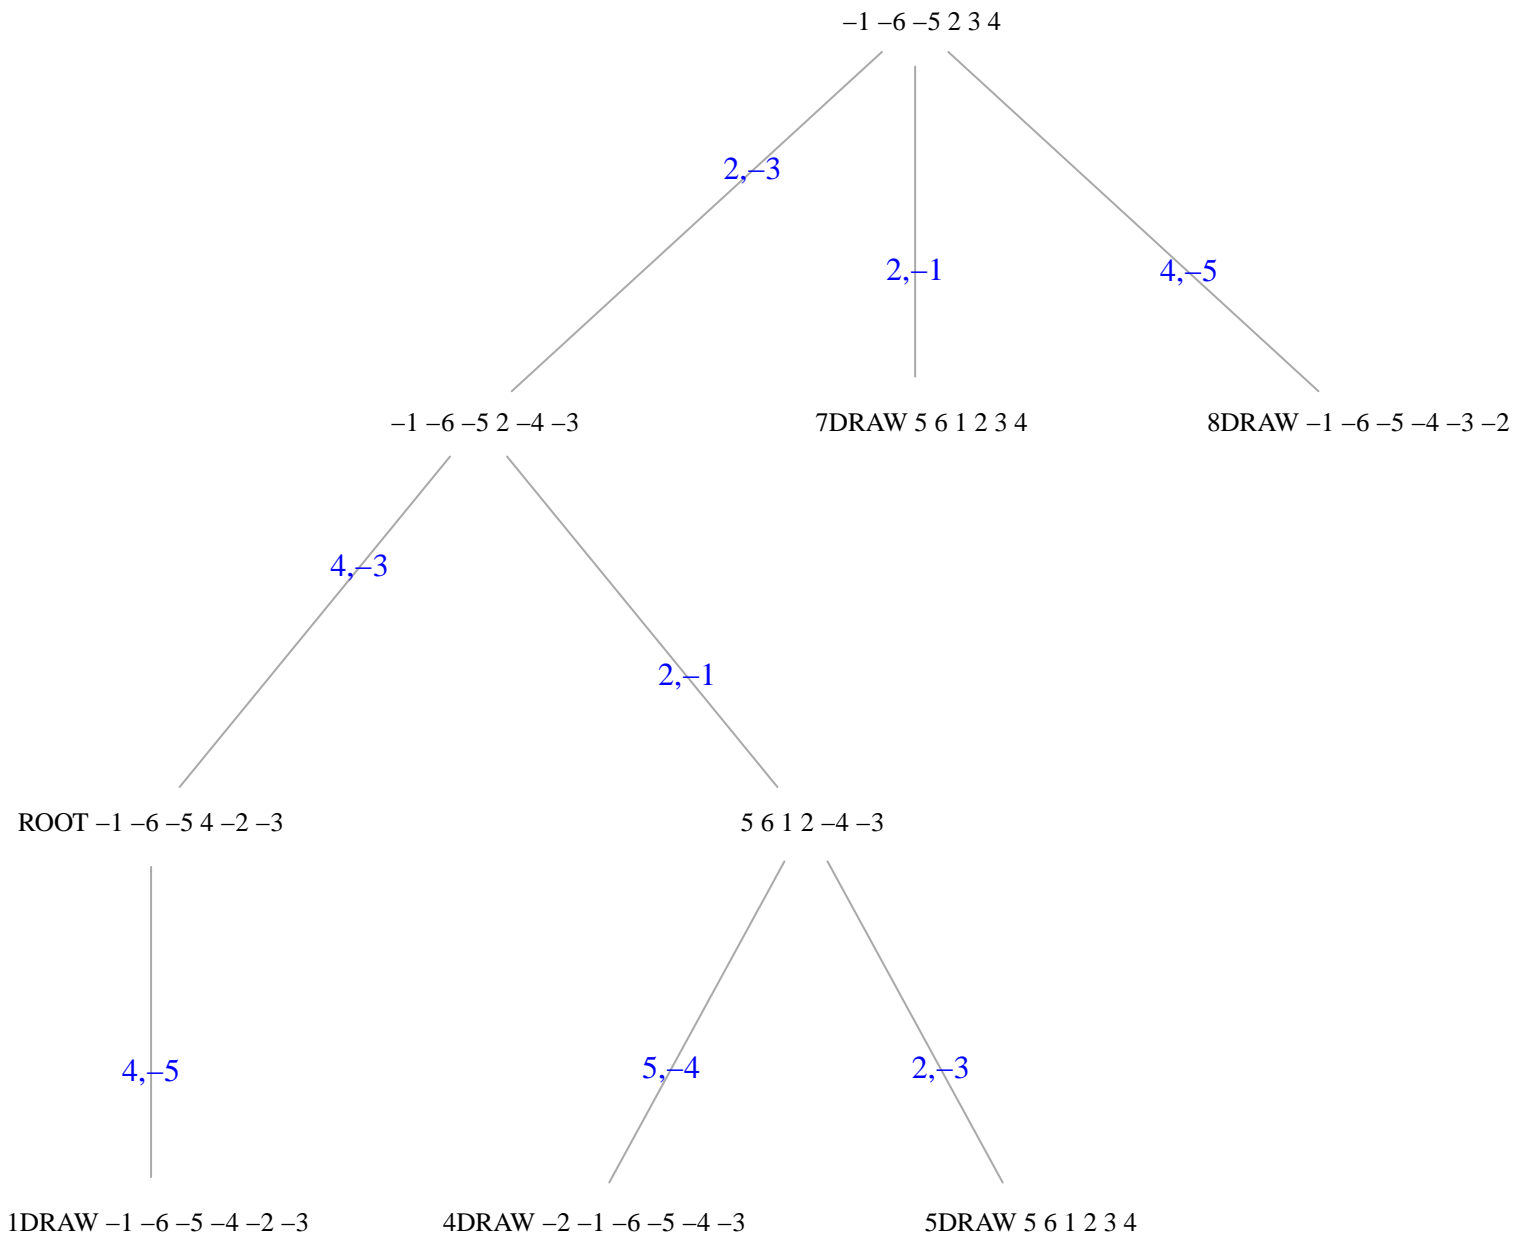 –1 –6 –5 2 3 4
2,–3
2,–1
4,–5
–1 –6 –5 2 –4 –3
7DRAW 5 6 1 2 3 4
8DRAW –1 –6 –5 –4 –3 –2
4,–3
2,–1
ROOT –1 –6 –5 4 –2 –3
5 6 1 2 –4 –3
4,–5
5,–4
2,–3
1DRAW –1 –6 –5 –4 –2 –3
4DRAW –2 –1 –6 –5 –4 –3
5DRAW 5 6 1 2 3 4